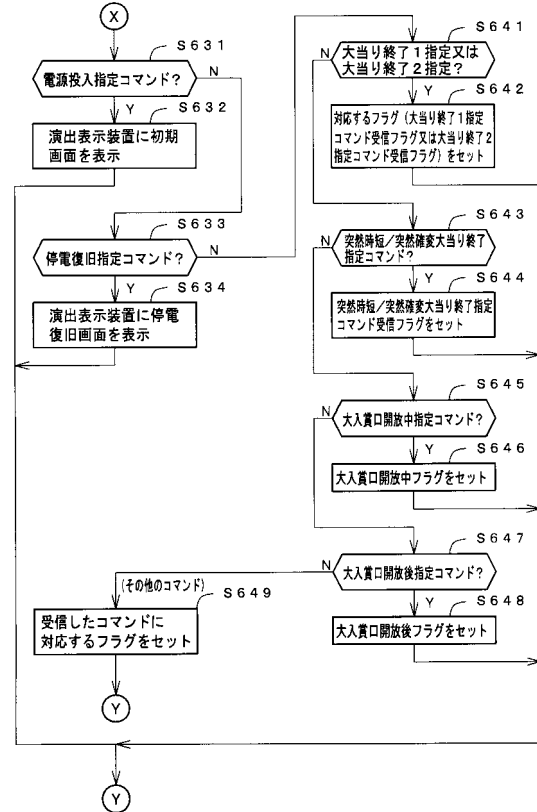 X
S631
電源投入指定コマンド?
N
Y
S632
演出表示装置に初期
画面を表示
S633
停電復旧指定コマンド?
N
Y
S634
演出表示装置に停電
復旧画面を表示
S641
N
大当り終了1指定又は
大当り終了2指定?
Y
S642
対応するフラグ(大当り終了1指定
コマンド受信フラグ又は大当り終了2
指定コマンド受信フラグ)をセット
S643
N
突然時短/突然確変大当り終了
指定コマンド?
Y
S644
突然時短/突然確変大当り終了指定
コマンド受信フラグをセット
S645
N
大入賞口開放中指定コマンド?
Y
S646
大入賞口開放中フラグをセット
S647
N
大入賞口開放後指定コマンド?
Y
S648
大入賞口開放後フラグをセット
(その他のコマンド)
S649
受信したコマンドに
対応するフラグをセット
Y
Y